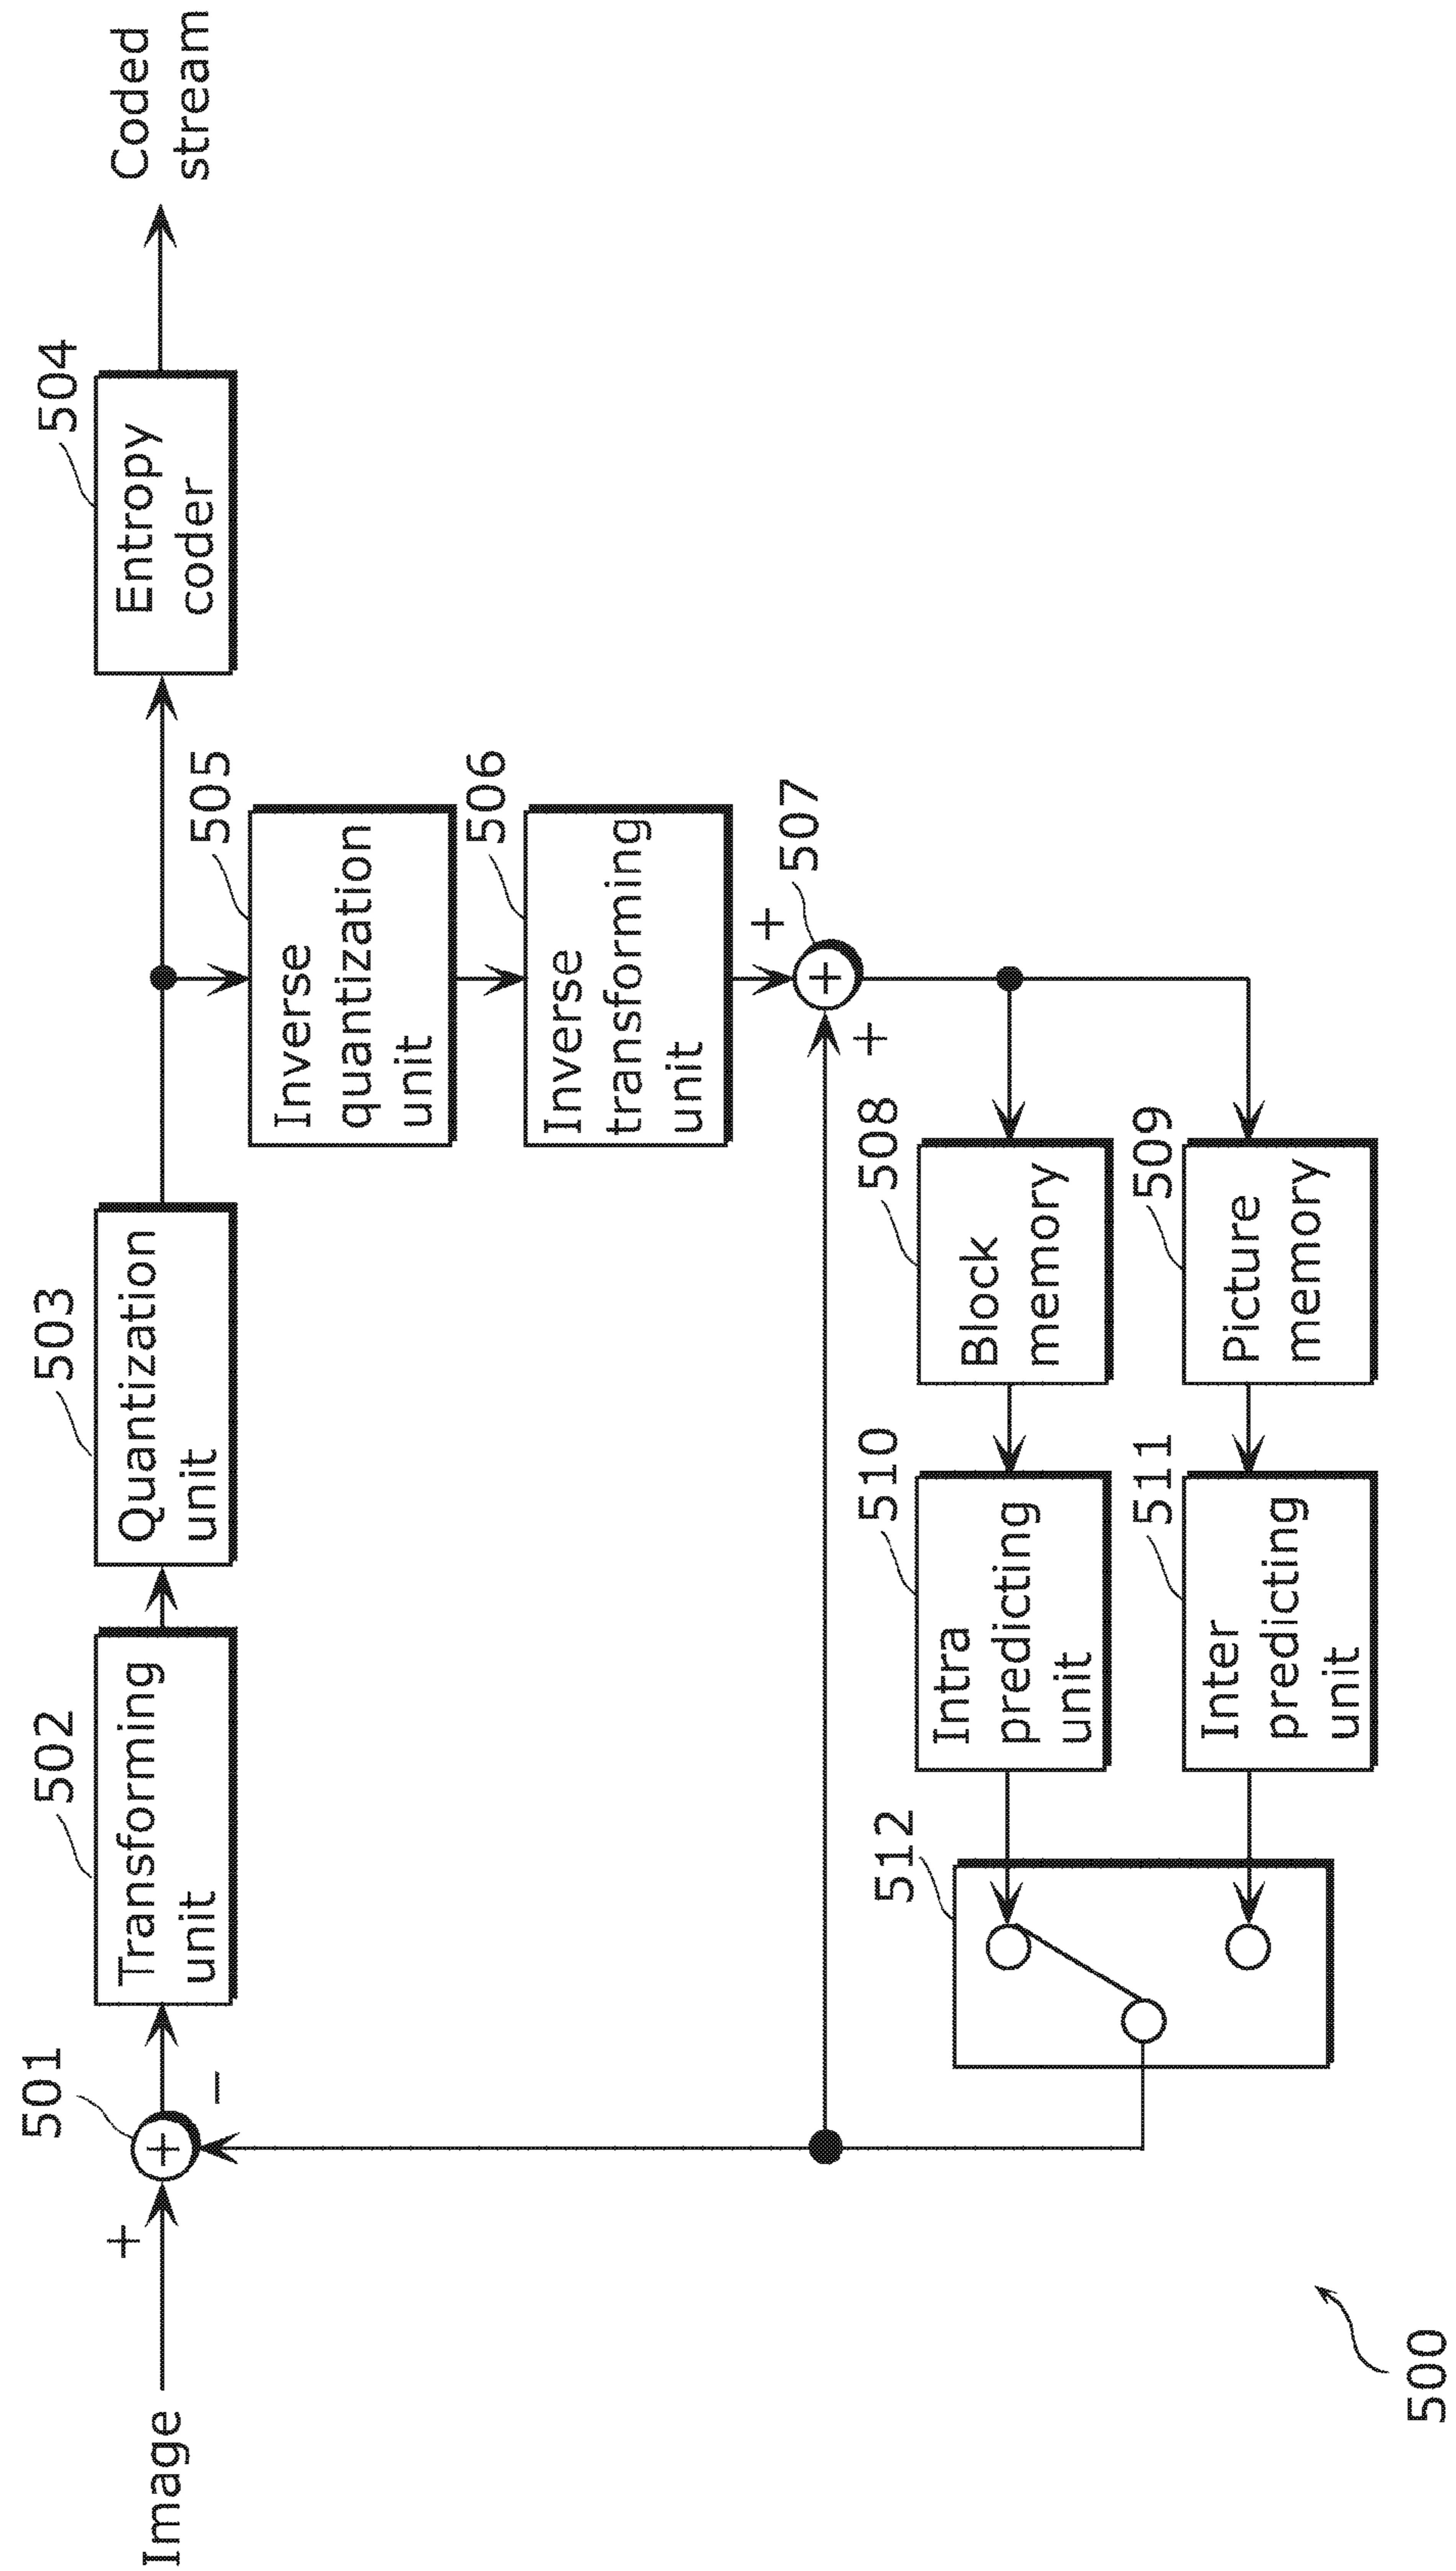 501
502
503
504
Image
+
+
−
Transforming
unit
Quantization
unit
Entropy
coder
Coded
stream
505
Inverse
quantization
unit
506
Inverse
transforming
unit
+
507
+
+
512
510
508
Intra
predicting
unit
Block
memory
511
509
Inter
predicting
unit
Picture
memory
500